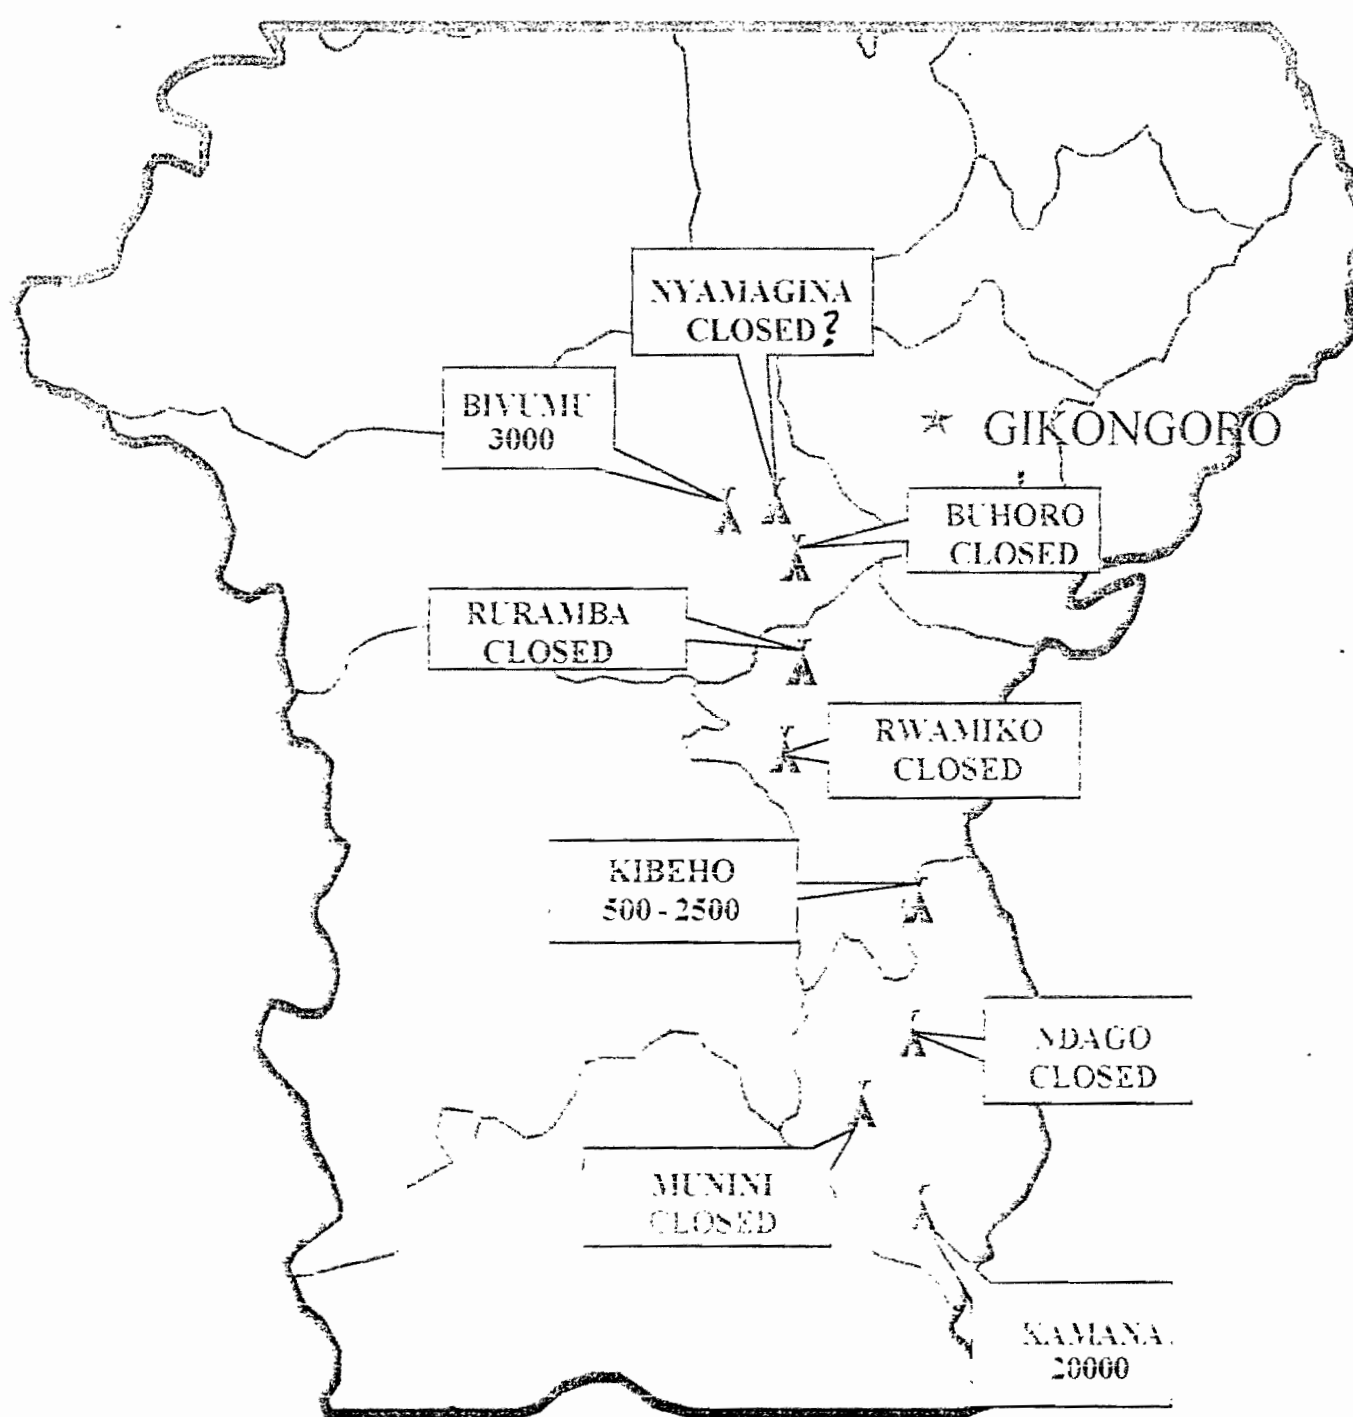 NYAMAGINA
CLOSED?
BIVUMU
3000
GIKONGORO
BUHORO
CLOSED
RURAMBA
CLOSED
RWAMIKO
CLOSED
KIBEHO
500 - 2500
NDAGO
CLOSED
MUNINI
CLOSED
KAMANA
20000